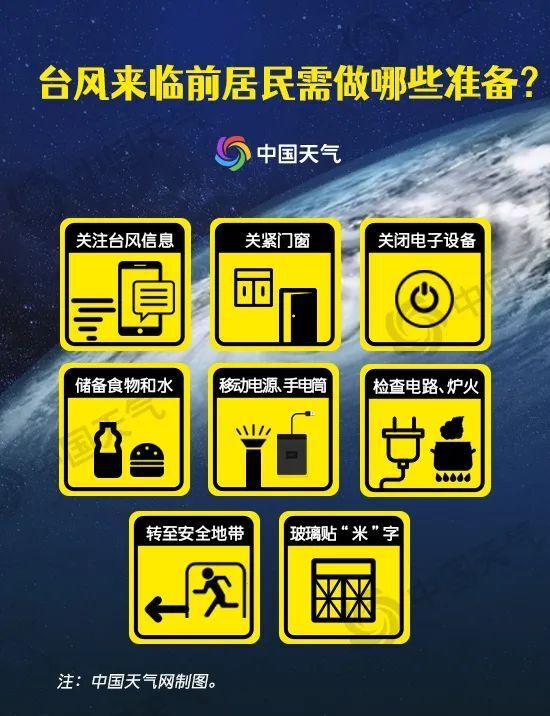 台风来临前居民需做哪些准备?
中国天气
关注台风信息
关紧门窗
关闭电子设备
储备食物和水
移动电源、手电筒
检查电路、炉火
转至安全地带
玻璃贴“米”字
注：中国天气网制图。